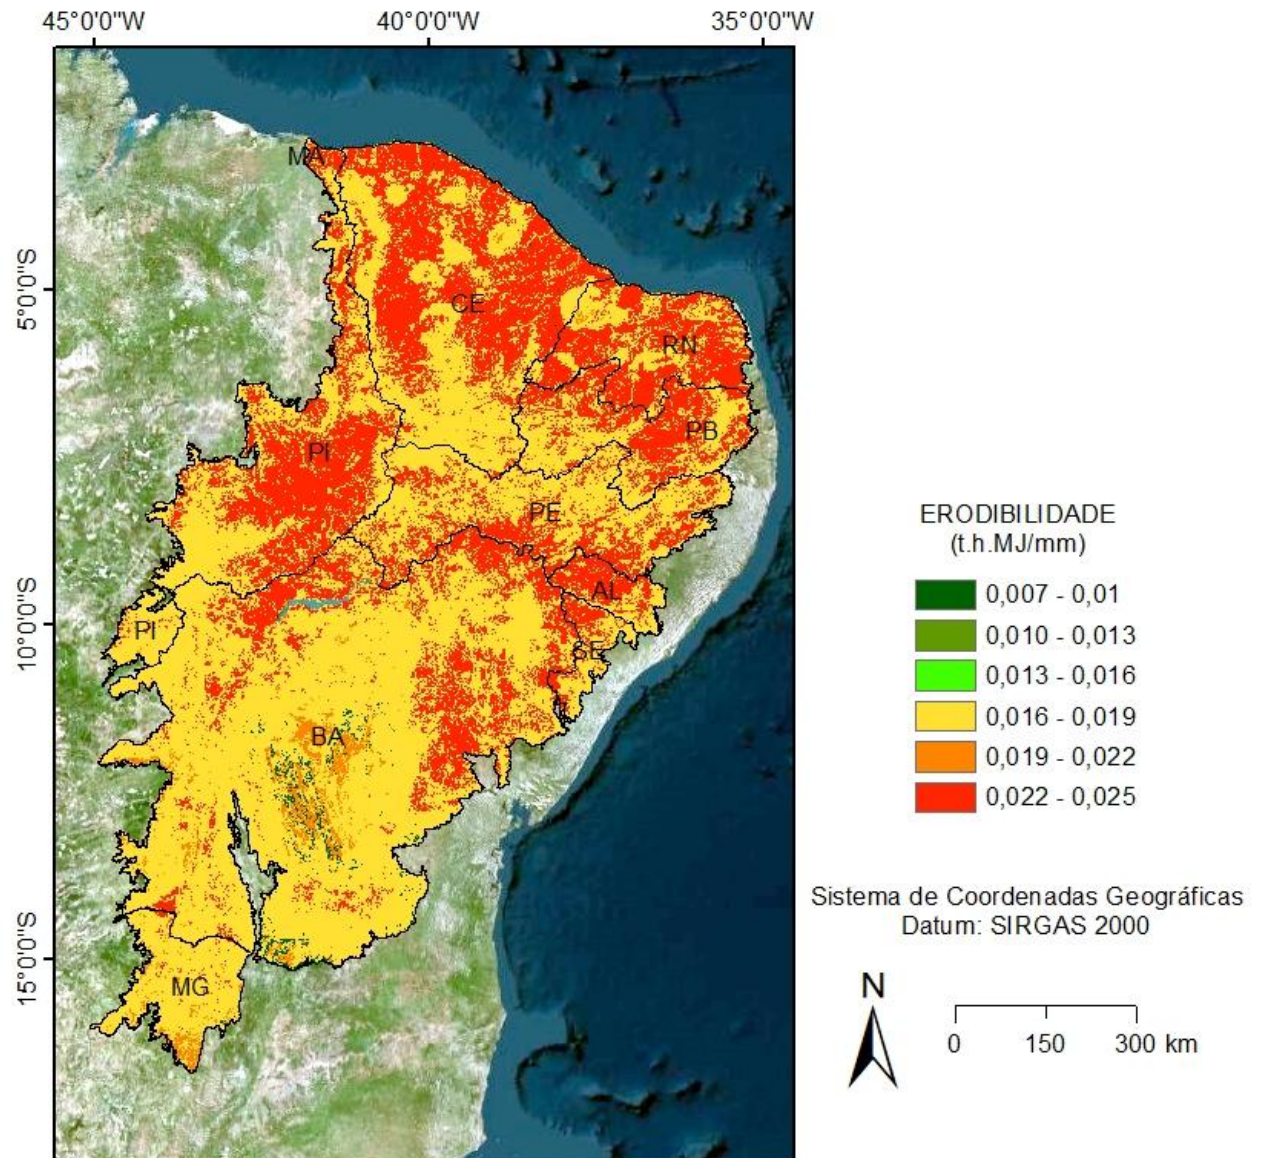 45°0'0"W 40°0'0"W 35°0'0"W
5°0'0"S
10°0'0"S
15°0'0"S
MA
CE
RN
PB
PI
PE
AL
PI
SE
BA
MG
ERODIBILIDADE
(t.h.MJ/mm)
0,007 - 0,01
0,010 - 0,013
0,013 - 0,016
0,016 - 0,019
0,019 - 0,022
0,022 - 0,025
Sistema de Coordenadas Geográficas
Datum: SIRGAS 2000
N
0 150 300 km